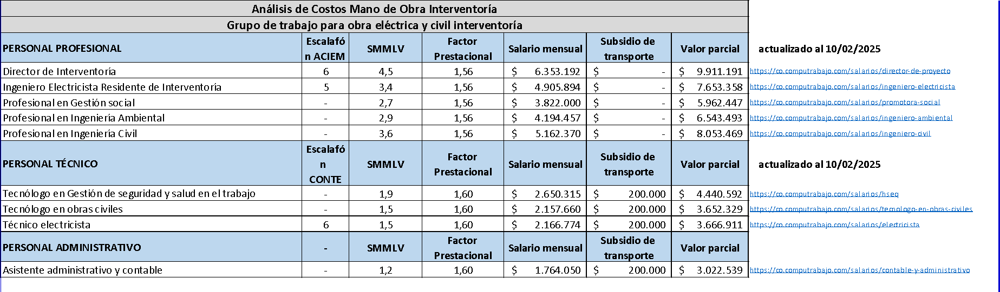 Análisis de Costos Mano de Obra Interventoría
Grupo de trabajo para obra eléctrica y civil interventoría
PERSONAL PROFESIONAL Escalafó n ACIEM SMMLV Factor Prestacional Salario mensual Subsidio de transporte Valor parcial actualizado al 10/02/2025
Director de Interventoría 6 4,5 1,56 $ 6.353.192 $ - $ 9.911.191 https://co.computrabajo.com/salarios/director-de-proyecto
Ingeniero Electricista Residente de Interventoría 5 3,4 1,56 $ 4.905.894 $ - $ 7.653.358 https://co.computrabajo.com/salarios/ingeniero-electricista
Profesional en Gestión social - 2,7 1,56 $ 3.822.000 $ - $ 5.962.447 https://co.computrabajo.com/salarios/promotora-social
Profesional en Ingeniería Ambiental - 2,9 1,56 $ 4.194.457 $ - $ 6.543.493 https://co.computrabajo.com/salarios/ingeniero-ambiental
Profesional en Ingeniería Civil - 3,6 1,56 $ 5.162.370 $ - $ 8.053.469 https://co.computrabajo.com/salarios/ingeniero-civil
PERSONAL TÉCNICO Escalafó n CONTE SMMLV Factor Prestacional Salario mensual Subsidio de transporte Valor parcial actualizado al 10/02/2025
Tecnólogo en Gestión de seguridad y salud en el trabajo - 1,9 1,60 $ 2.650.315 $ 200.000 $ 4.440.592 https://co.computrabajo.com/salarios/hseq
Tecnólogo en obras civiles - 1,5 1,60 $ 2.157.660 $ 200.000 $ 3.652.329 https://co.computrabajo.com/salarios/tecnologo-en-obras-civiles
Técnico electricista 6 1,5 1,60 $ 2.166.774 $ 200.000 $ 3.666.911 https://co.computrabajo.com/salarios/electricista
PERSONAL ADMINISTRATIVO - SMMLV Factor Prestacional Salario mensual Subsidio de transporte Valor parcial
Asistente administrativo y contable - 1,2 1,60 $ 1.764.050 $ 200.000 $ 3.022.539 https://co.computrabajo.com/salarios/contable-y-administrativo